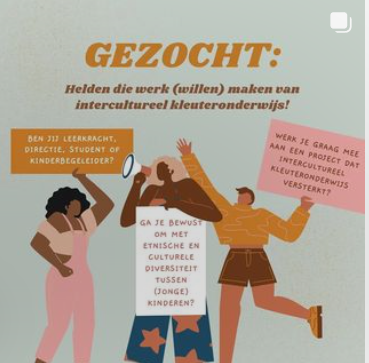 GEZOCHT:
Helden die werk (willen) maken van
intercultureel kleuteronderwijs!
BEN JIJ LEERKRACHT,
DIRECTIE, STUDENT OF
KINDERBEGELEIDER?
WERK JE GRAAG MEE
AAN EEN PROJECT DAT
INTERCULTUREEL
KLEUTERONDERWIJS
VERSTERKT?
GA JE BEWUST
OM MET
ETNISCHE EN
CULTURELE
DIVERSITEIT
TUSSEN
(JONGE)
KINDEREN?